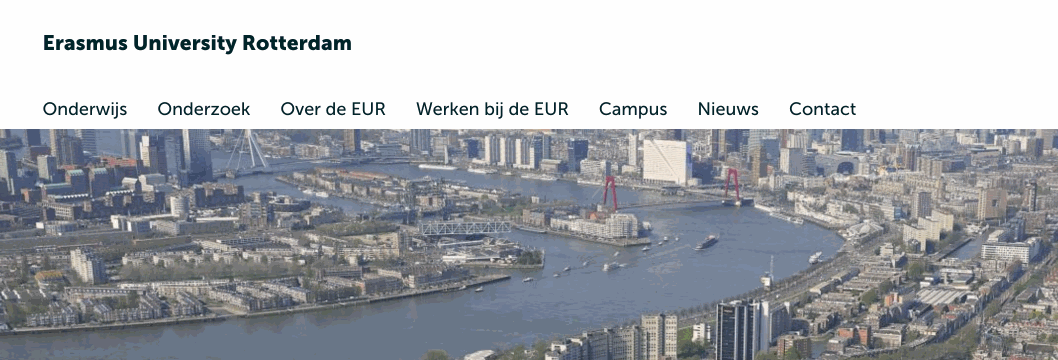 Erasmus University Rotterdam
Onderwijs Onderzoek Over de EUR Werken bij de EUR Campus Nieuws Contact